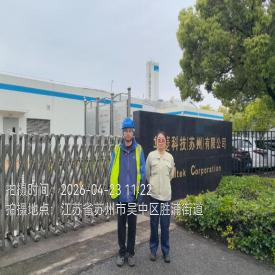 科技(苏州)有限公司
Corporation
拍摄时间：2026-04-23 11:22
拍摄地点：江苏省苏州市吴中区胜浦街道